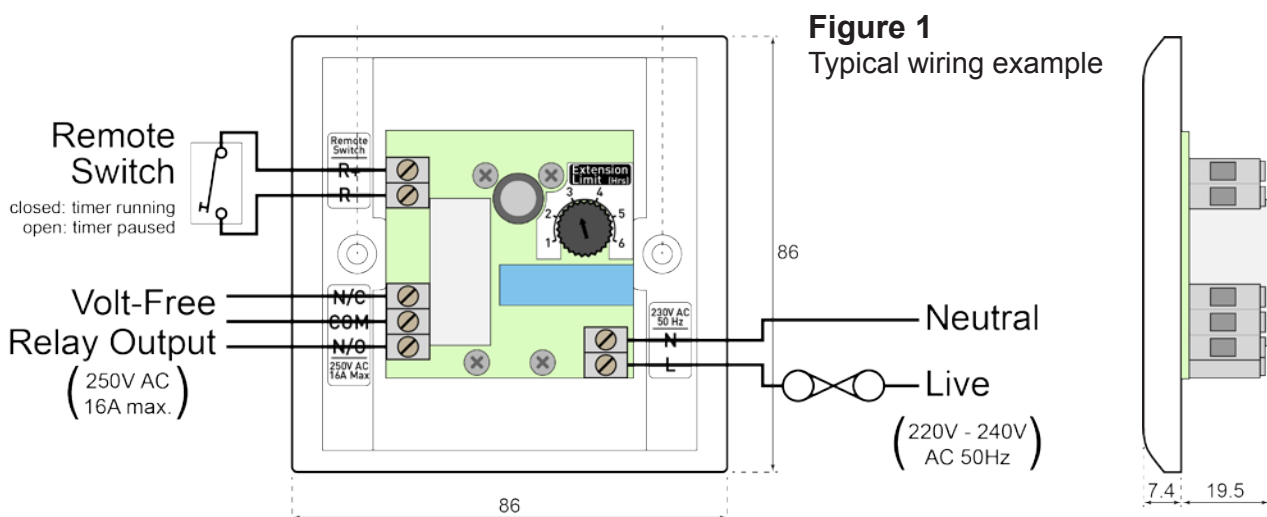 Figure 1
Typical wiring example
Remote
Switch
closed: timer running
open: timer paused
Remote
Switch
R+
R-
Extension
Limit (Hrs)
1
2
3
4
5
6
Volt-Free
Relay Output
(250V AC
16A max.)
N/C
COM
N/O
250V AC
16A Max
230V AC
50 Hz
N
L
Neutral
Live
(220V - 240V
AC 50Hz)
86
86
7.4
19.5